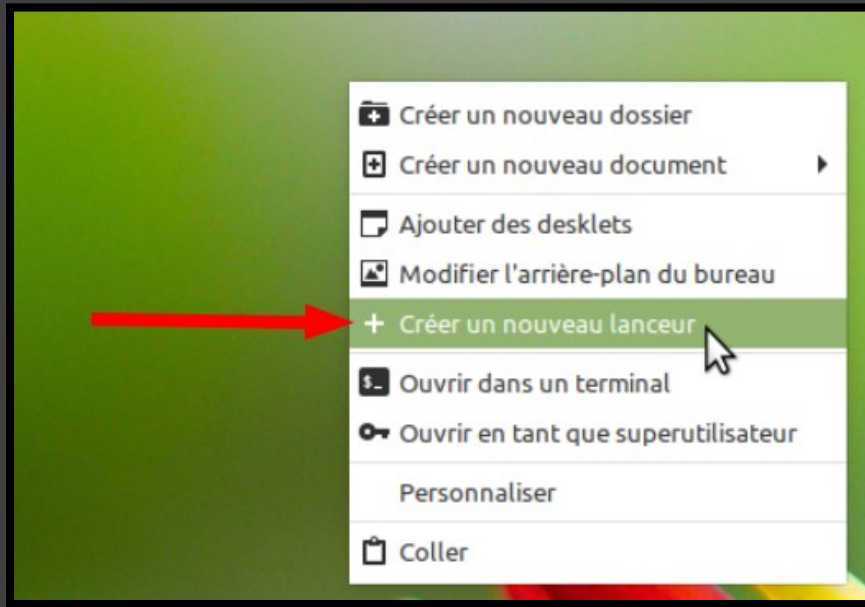 Créer un nouveau dossier
Créer un nouveau document
Ajouter des desklets
Modifier l'arrière-plan du bureau
Créer un nouveau lanceur
$_ Ouvrir dans un terminal
Ouvrir en tant que superutilisateur
Personnaliser
Coller